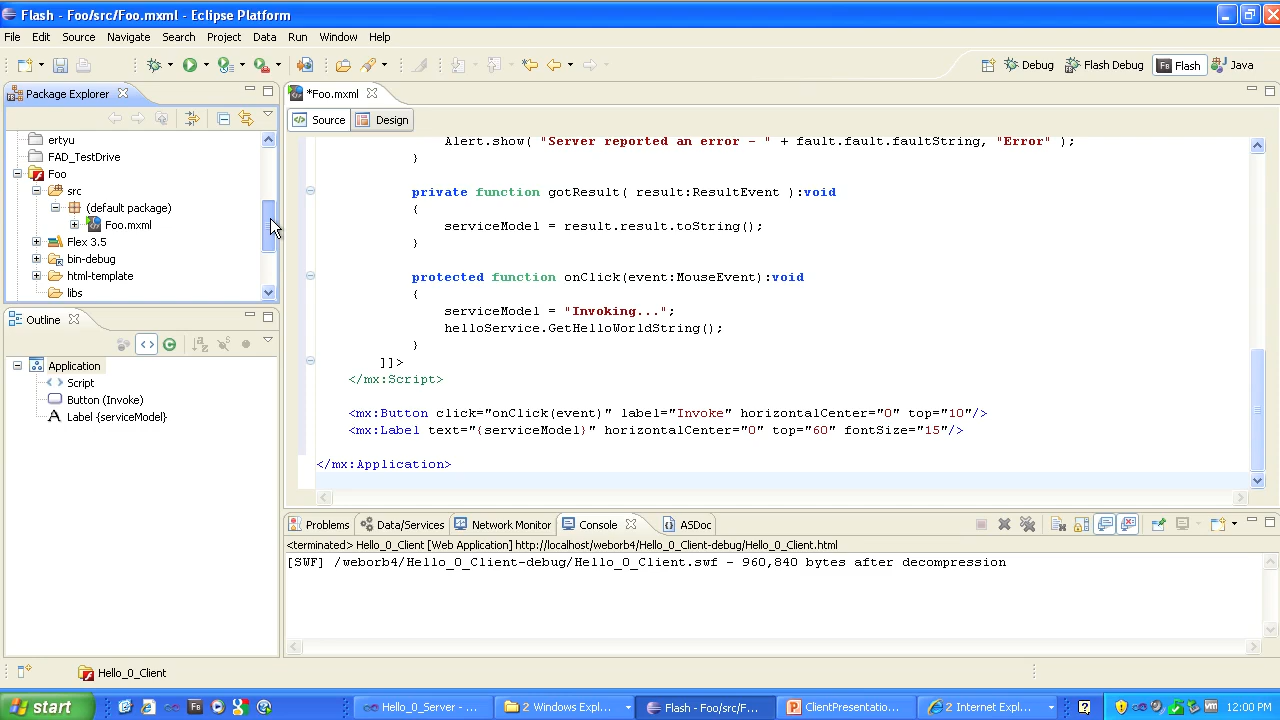 Flash - Foo/src/Foo.mxml - Eclipse Platform
File Edit Source Navigate Search Project Data Run Window Help
Debug Flash Debug Fb Flash Java
Package Explorer
*Foo.mxml
Source Design
ertyu
FAD_TestDrive
Foo
src
(default package)
Foo.mxml
Flex 3.5
bin-debug
html-template
libs
Alert.show( "Server reported an error - " + fault.fault.faultString, "Error" );
}
private function gotResult( result:ResultEvent ):void
{
serviceModel = result.result.toString();
}
protected function onClick(event:MouseEvent):void
{
serviceModel = "Invoking...";
helloService.GetHelloWorldString();
}
]]>
</mx:Script>
<mx:Button click="onClick(event)" label="Invoke" horizontalCenter="0" top="10"/>
<mx:Label text="{serviceModel}" horizontalCenter="0" top="60" fontSize="15"/>
</mx:Application>
Outline
Application
Script
Button (Invoke)
Label {serviceModel}
Problems Data/Services Network Monitor Console ASDoc
<terminated> Hello_0_Client [Web Application] http://localhost/weborb4/Hello_0_Client-debug/Hello_0_Client.html
[SWF] /weborb4/Hello_0_Client-debug/Hello_0_Client.swf - 960,840 bytes after decompression
Hello_0_Client
start Fb Hello_0_Server - ... 2 Windows Expl... Flash - Foo/src/F... ClientPresentatio... 2 Internet Expl... 12:00 PM